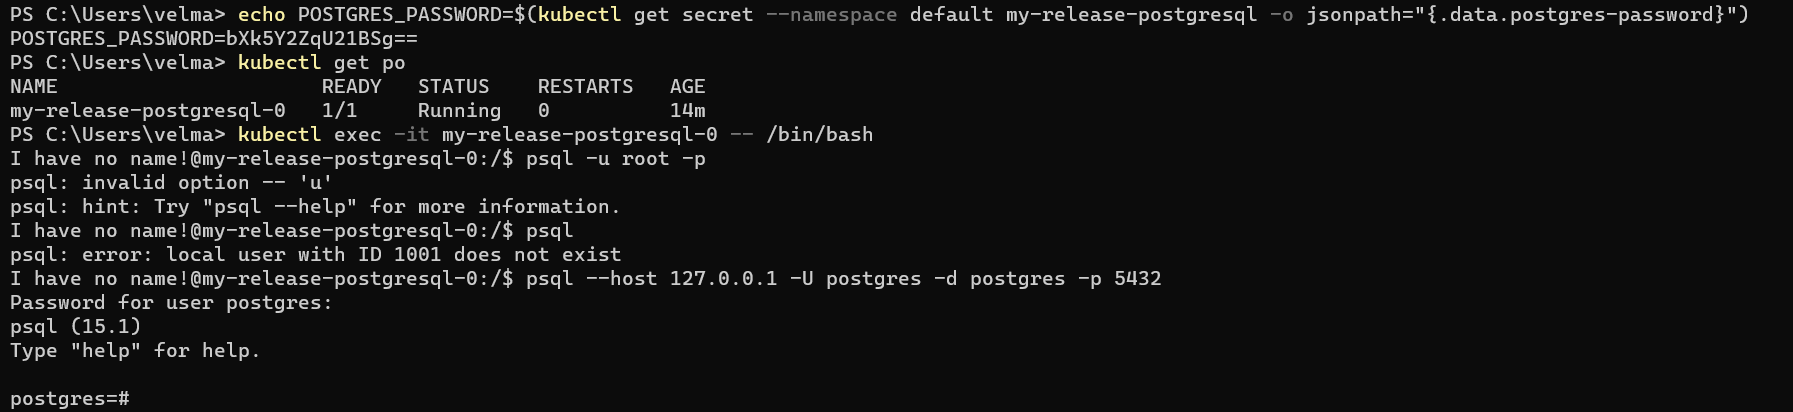 PS C:\Users\velma> echo POSTGRES_PASSWORD=$(kubectl get secret --namespace default my-release-postgresql -o jsonpath="{.data.postgres-password}")
POSTGRES_PASSWORD=bXk5Y2ZqU21BSg==
PS C:\Users\velma> kubectl get po
NAME                      READY   STATUS    RESTARTS   AGE
my-release-postgresql-0   1/1     Running   0          14m
PS C:\Users\velma> kubectl exec -it my-release-postgresql-0 -- /bin/bash
I have no name!@my-release-postgresql-0:/$ psql -u root -p
psql: invalid option -- 'u'
psql: hint: Try "psql --help" for more information.
I have no name!@my-release-postgresql-0:/$ psql
psql: error: local user with ID 1001 does not exist
I have no name!@my-release-postgresql-0:/$ psql --host 127.0.0.1 -U postgres -d postgres -p 5432
Password for user postgres:
psql (15.1)
Type "help" for help.
postgres=#